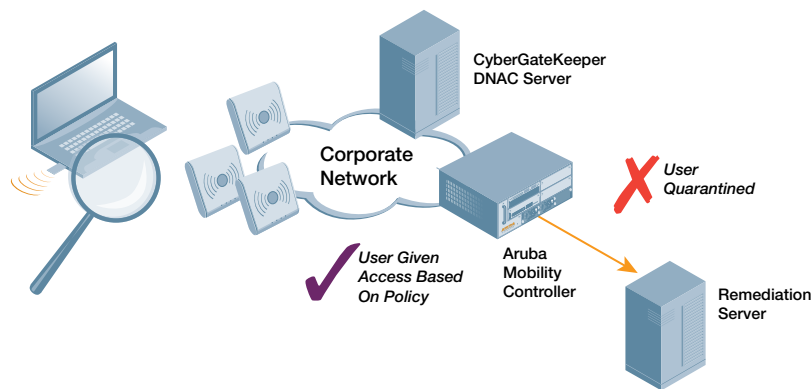 CyberGateKeeper
DNAC Server
Corporate
Network
User
Quarantined
User Given
Access Based
On Policy
Aruba
Mobility
Controller
Remediation
Server